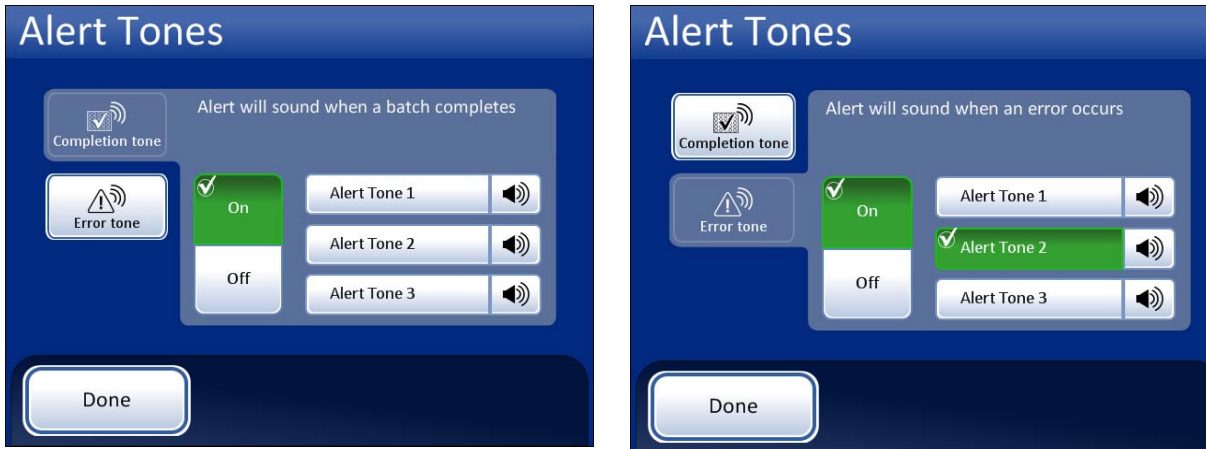 Alert Tones
Alert will sound when a batch completes
Completion tone
Error tone
On
Off
Alert Tone 1
Alert Tone 2
Alert Tone 3
Done
Alert Tones
Alert will sound when an error occurs
Completion tone
Error tone
On
Off
Alert Tone 1
Alert Tone 2
Alert Tone 3
Done